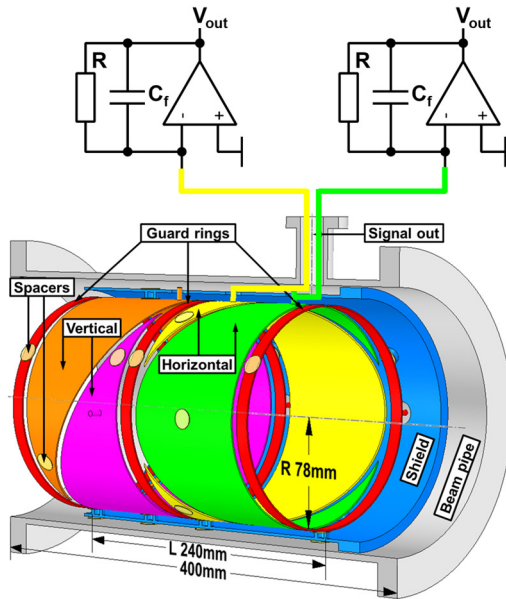 Vout
Vout
R
Cf
-
+
R
Cf
-
+
Guard rings
Signal out
Spacers
Vertical
Horizontal
R 78mm
Shield
Beam pipe
L 240mm
400mm